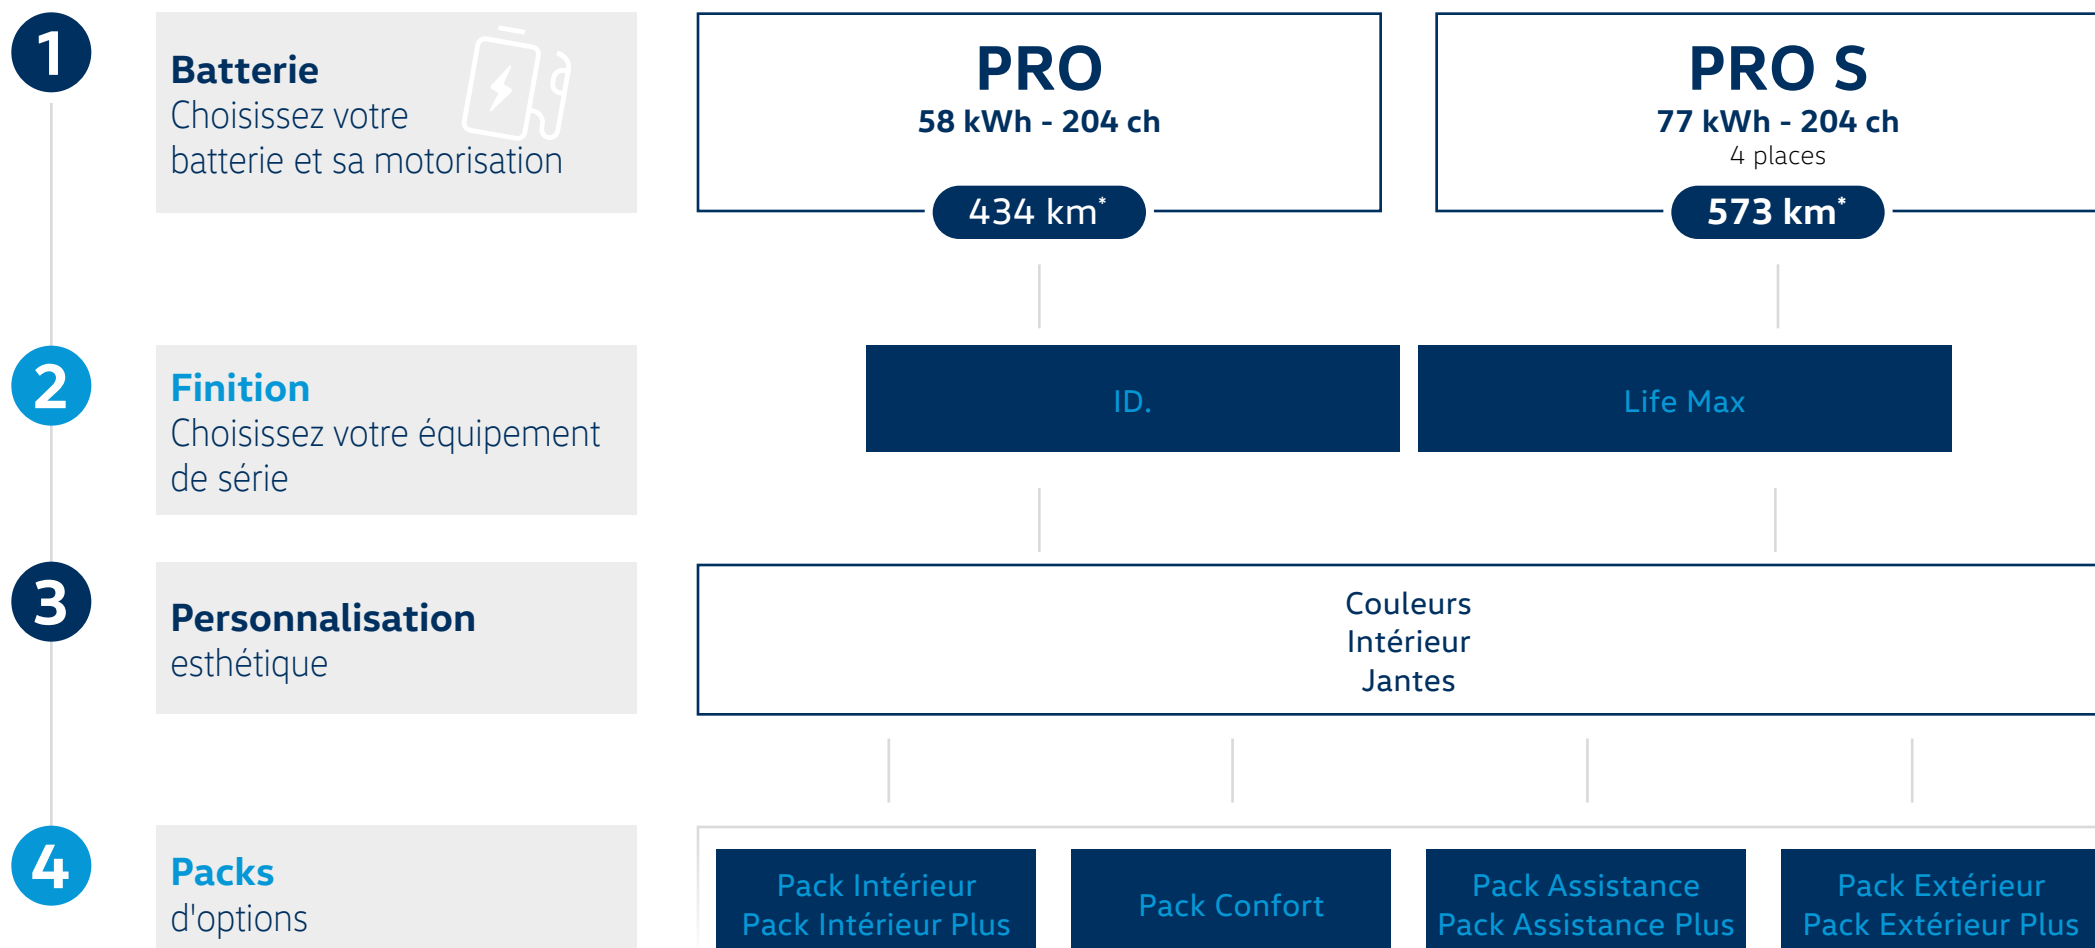 1
Batterie
Choisissez votre
batterie et sa motorisation
PRO
58 kWh - 204 ch
434 km*
PRO S
77 kWh - 204 ch
4 places
573 km*
2
Finition
Choisissez votre équipement
de série
ID.
Life Max
3
Personnalisation
esthétique
Couleurs
Intérieur
Jantes
4
Packs
d'options
Pack Intérieur
Pack Intérieur Plus
Pack Confort
Pack Assistance
Pack Assistance Plus
Pack Extérieur
Pack Extérieur Plus